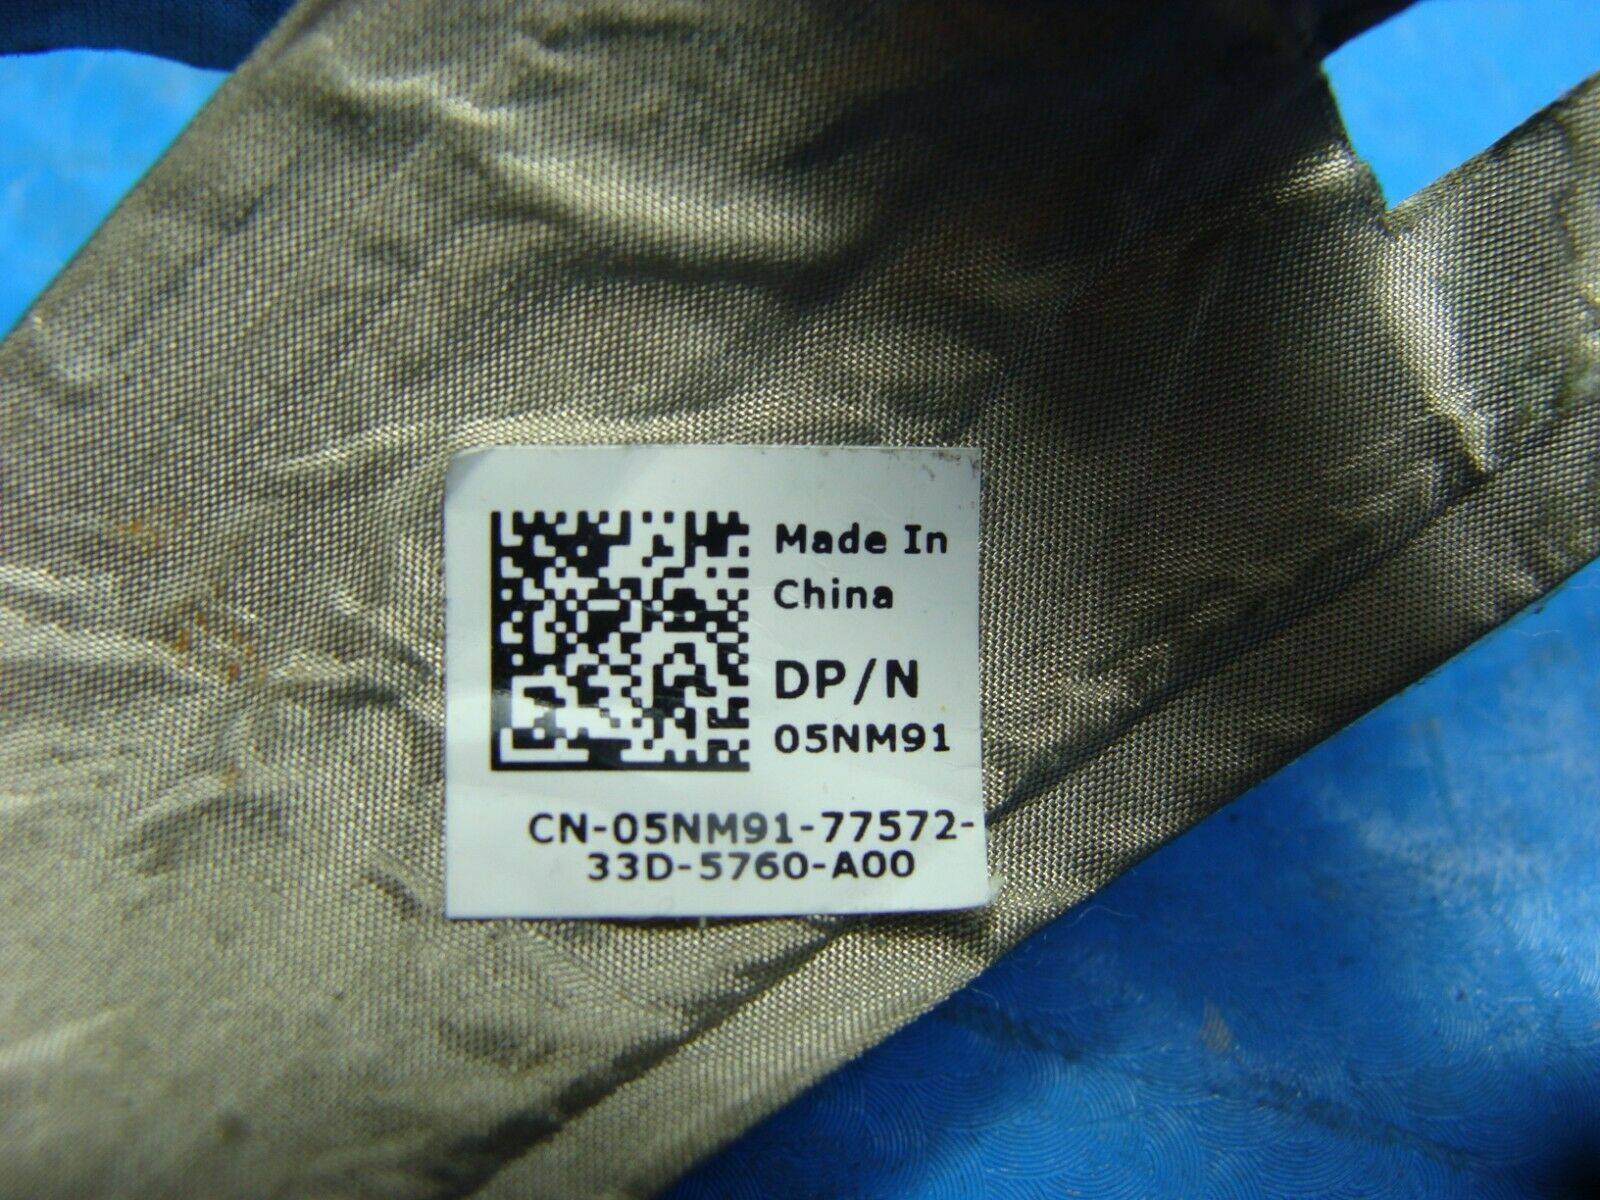 Made In
China
DP/N
05NM91
CN-05NM91-77572-
33D-5760-A00